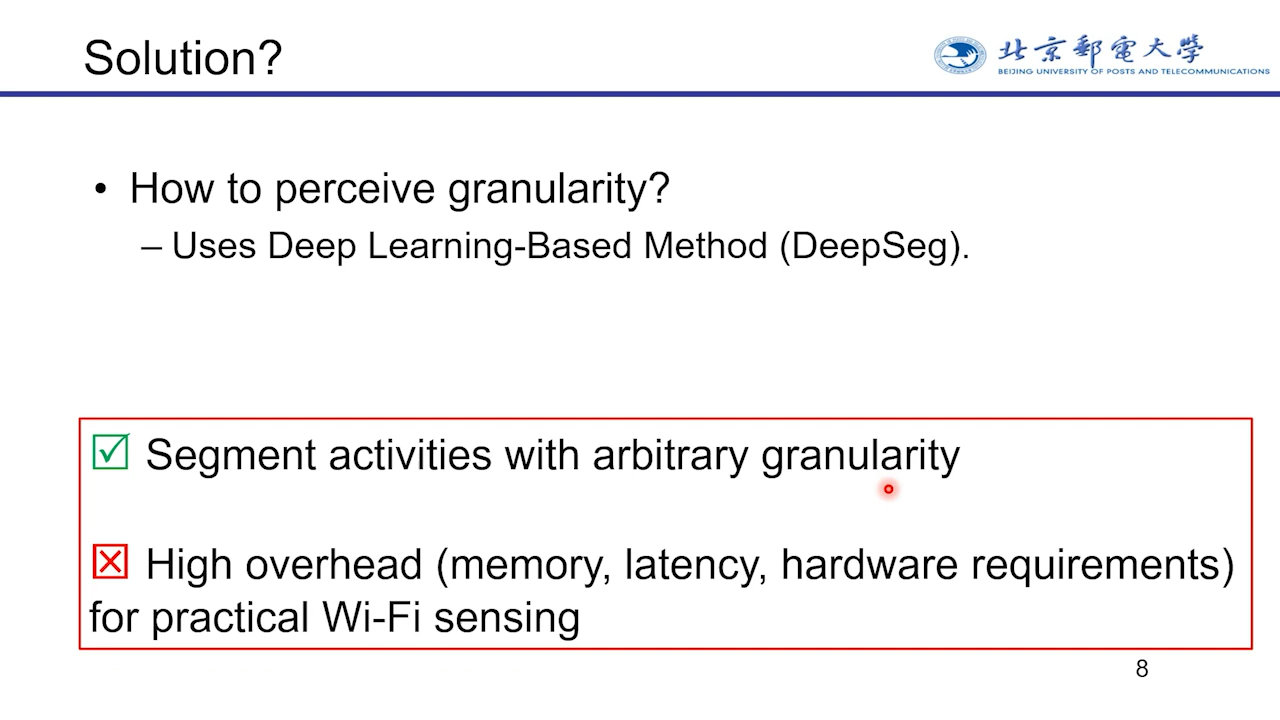 Solution?
北京郵電大學
BEIJING UNIVERSITY OF POSTS AND TELECOMMUNICATIONS
• How to perceive granularity?
– Uses Deep Learning-Based Method (DeepSeg).
☑ Segment activities with arbitrary granularity
☒ High overhead (memory, latency, hardware requirements)
for practical Wi-Fi sensing
8